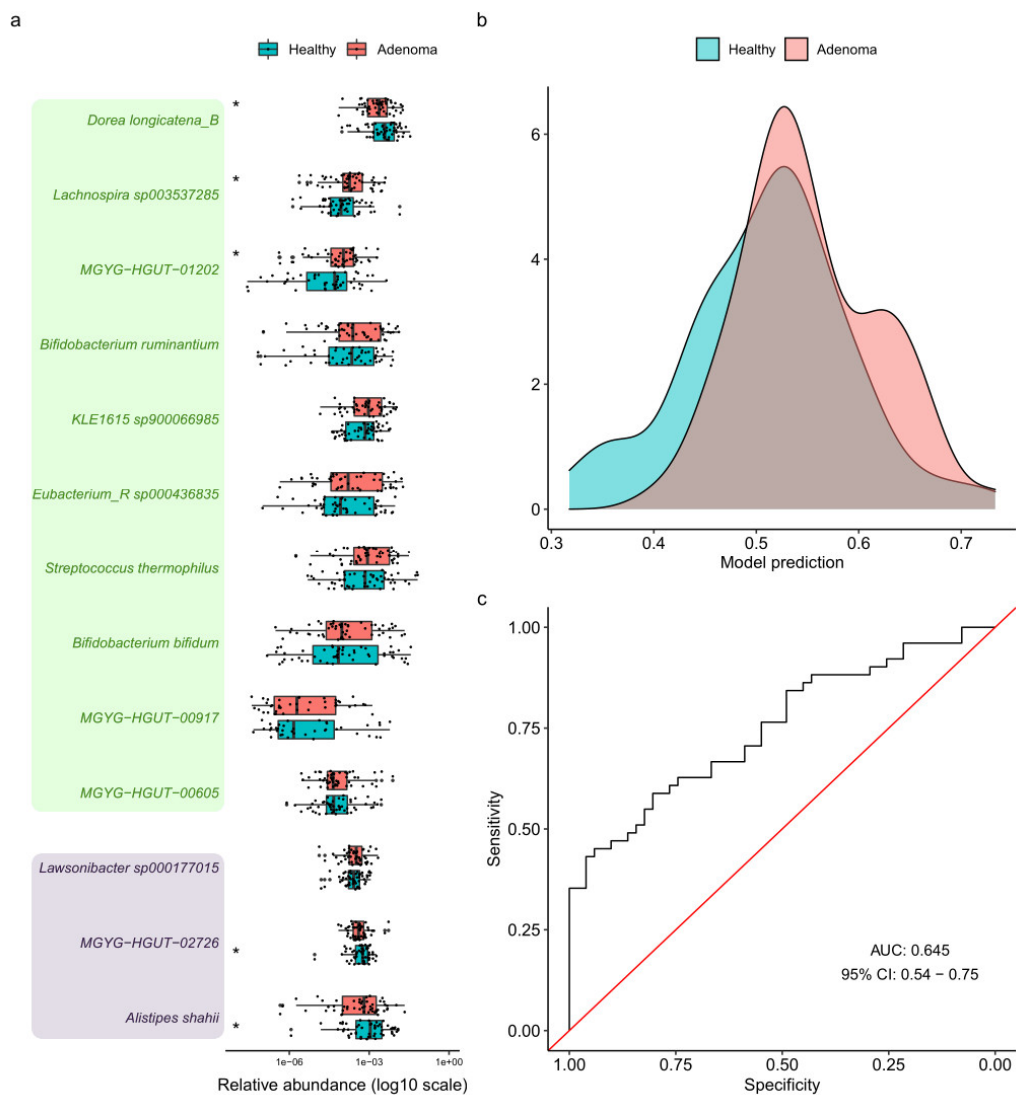 a
Healthy Adenoma
Dorea longicatena_B
*
Lachnospira sp003537285
*
MGYG-HGUT-01202
*
Bifidobacterium ruminantium
KLE1615 sp900066985
Eubacterium_R sp000436835
Streptococcus thermophilus
Bifidobacterium bifidum
MGYG-HGUT-00917
MGYG-HGUT-00605
Lawsonibacter sp000177015
MGYG-HGUT-02726
*
Alistipes shahii
*
1e-06 1e-03 1e+00
Relative abundance (log10 scale)
b
Healthy Adenoma
6
4
2
0
0.3 0.4 0.5 0.6 0.7
Model prediction
c
1.00
0.75
0.50
0.25
0.00
Sensitivity
AUC: 0.645
95% CI: 0.54 − 0.75
1.00 0.75 0.50 0.25 0.00
Specificity